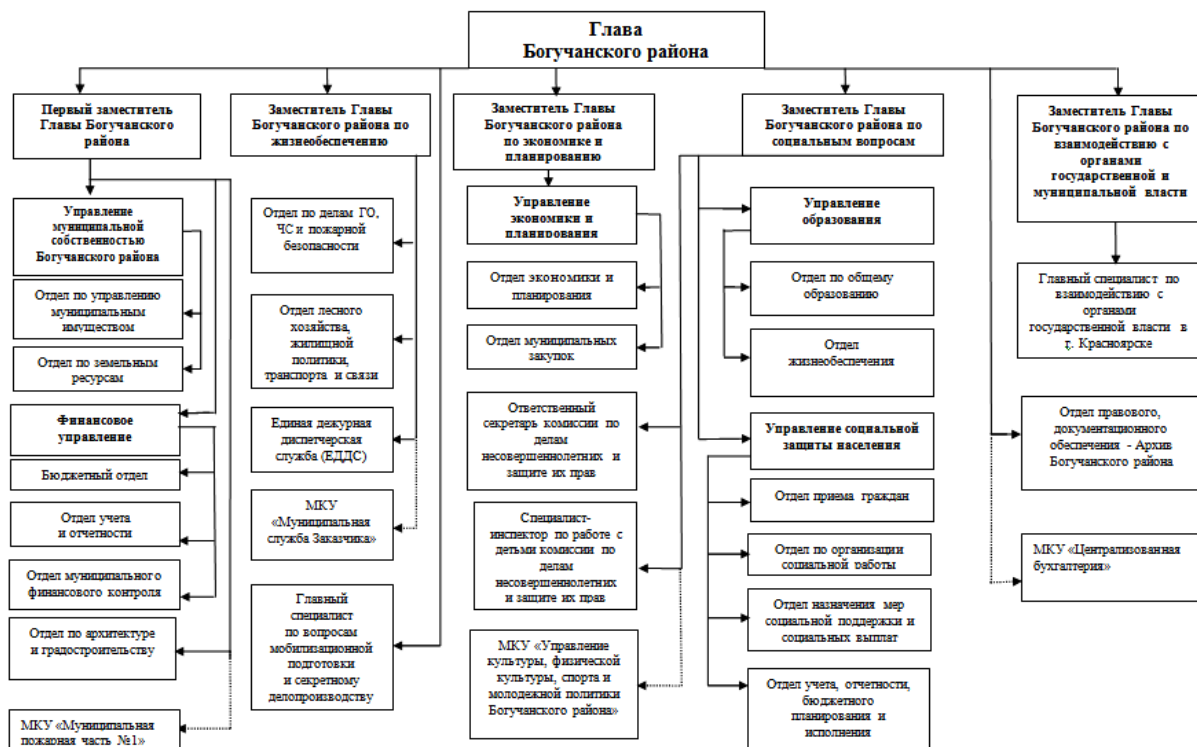 Глава
Богучанского района
Первый заместитель
Главы Богучанского
района
Управление
муниципальной
собственностью
Богучанского района
Отдел по управлению
муниципальным
имуществом
Отдел по земельным
ресурсам
Финансовое
управление
Бюджетный отдел
Отдел учета
и отчетности
Отдел муниципального
финансового контроля
Отдел по архитектуре
и градостроительству
МКУ «Муниципальная
пожарная часть №1»
Заместитель Главы
Богучанского района по
жизнеобеспечению
Отдел по делам ГО,
ЧС и пожарной
безопасности
Отдел лесного
хозяйства,
жилищной
политики,
транспорта и связи
Единая дежурная
диспетчерская
служба (ЕДДС)
МКУ
«Муниципальная
служба Заказчика»
Главный
специалист
по вопросам
мобилизационной
подготовки
и секретному
делопроизводству
Заместитель Главы
Богучанского района
по экономике и
планированию
Управление
экономики и
планирования
Отдел экономики и
планирования
Отдел муниципальных
закупок
Ответственный
секретарь комиссии по
делам
несовершеннолетних и
защите их прав
Специалист-
инспектор по работе с
детьми комиссии по
делам
несовершеннолетних
и защите их прав
МКУ «Управление
культуры, физической
культуры, спорта и
молодежной политики
Богучанского района»
Заместитель Главы
Богучанского района по
социальным вопросам
Управление
образования
Отдел по общему
образованию
Отдел
жизнеобеспечения
Управление социальной
защиты населения
Отдел приема граждан
Отдел по организации
социальной работы
Отдел назначения мер
социальной поддержки и
социальных выплат
Отдел учета, отчетности,
бюджетного
планирования и
исполнения
Заместитель Главы
Богучанского района по
взаимодействию с
органами
государственной и
муниципальной власти
Главный специалист по
взаимодействию с
органами
государственной власти в
г. Красноярске
Отдел правового,
документационного
обеспечения - Архив
Богучанского района
МКУ «Централизованная
бухгалтерия»